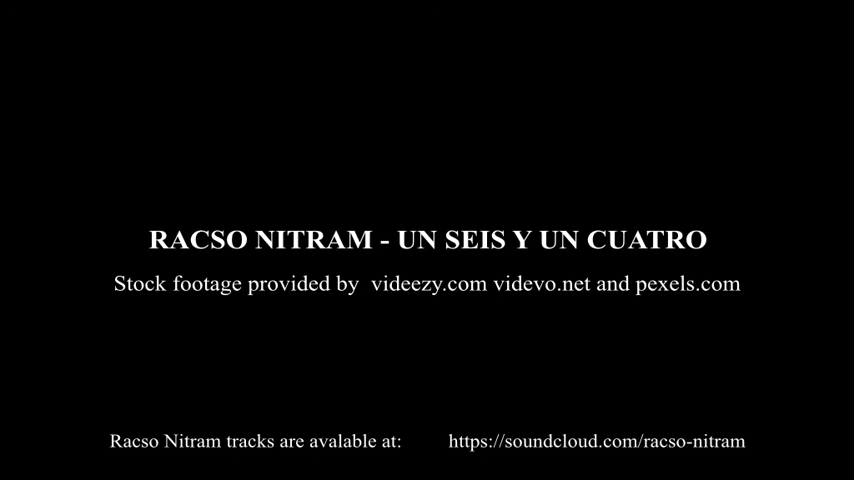 RACSO NITRAM - UN SEIS Y UN CUATRO
Stock footage provided by videezy.com videvo.net and pexels.com
Racso Nitram tracks are avalable at: https://soundcloud.com/racso-nitram